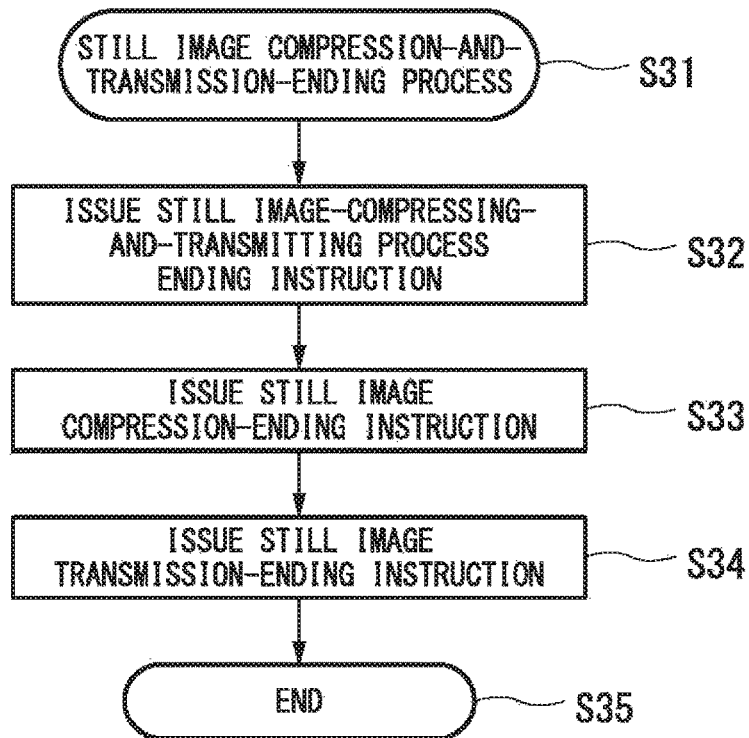 STILL IMAGE COMPRESSION-AND-
TRANSMISSION-ENDING PROCESS
S31
ISSUE STILL IMAGE-COMPRESSING-
AND-TRANSMITTING PROCESS
ENDING INSTRUCTION
S32
ISSUE STILL IMAGE
COMPRESSION-ENDING INSTRUCTION
S33
ISSUE STILL IMAGE
TRANSMISSION-ENDING INSTRUCTION
S34
END
S35